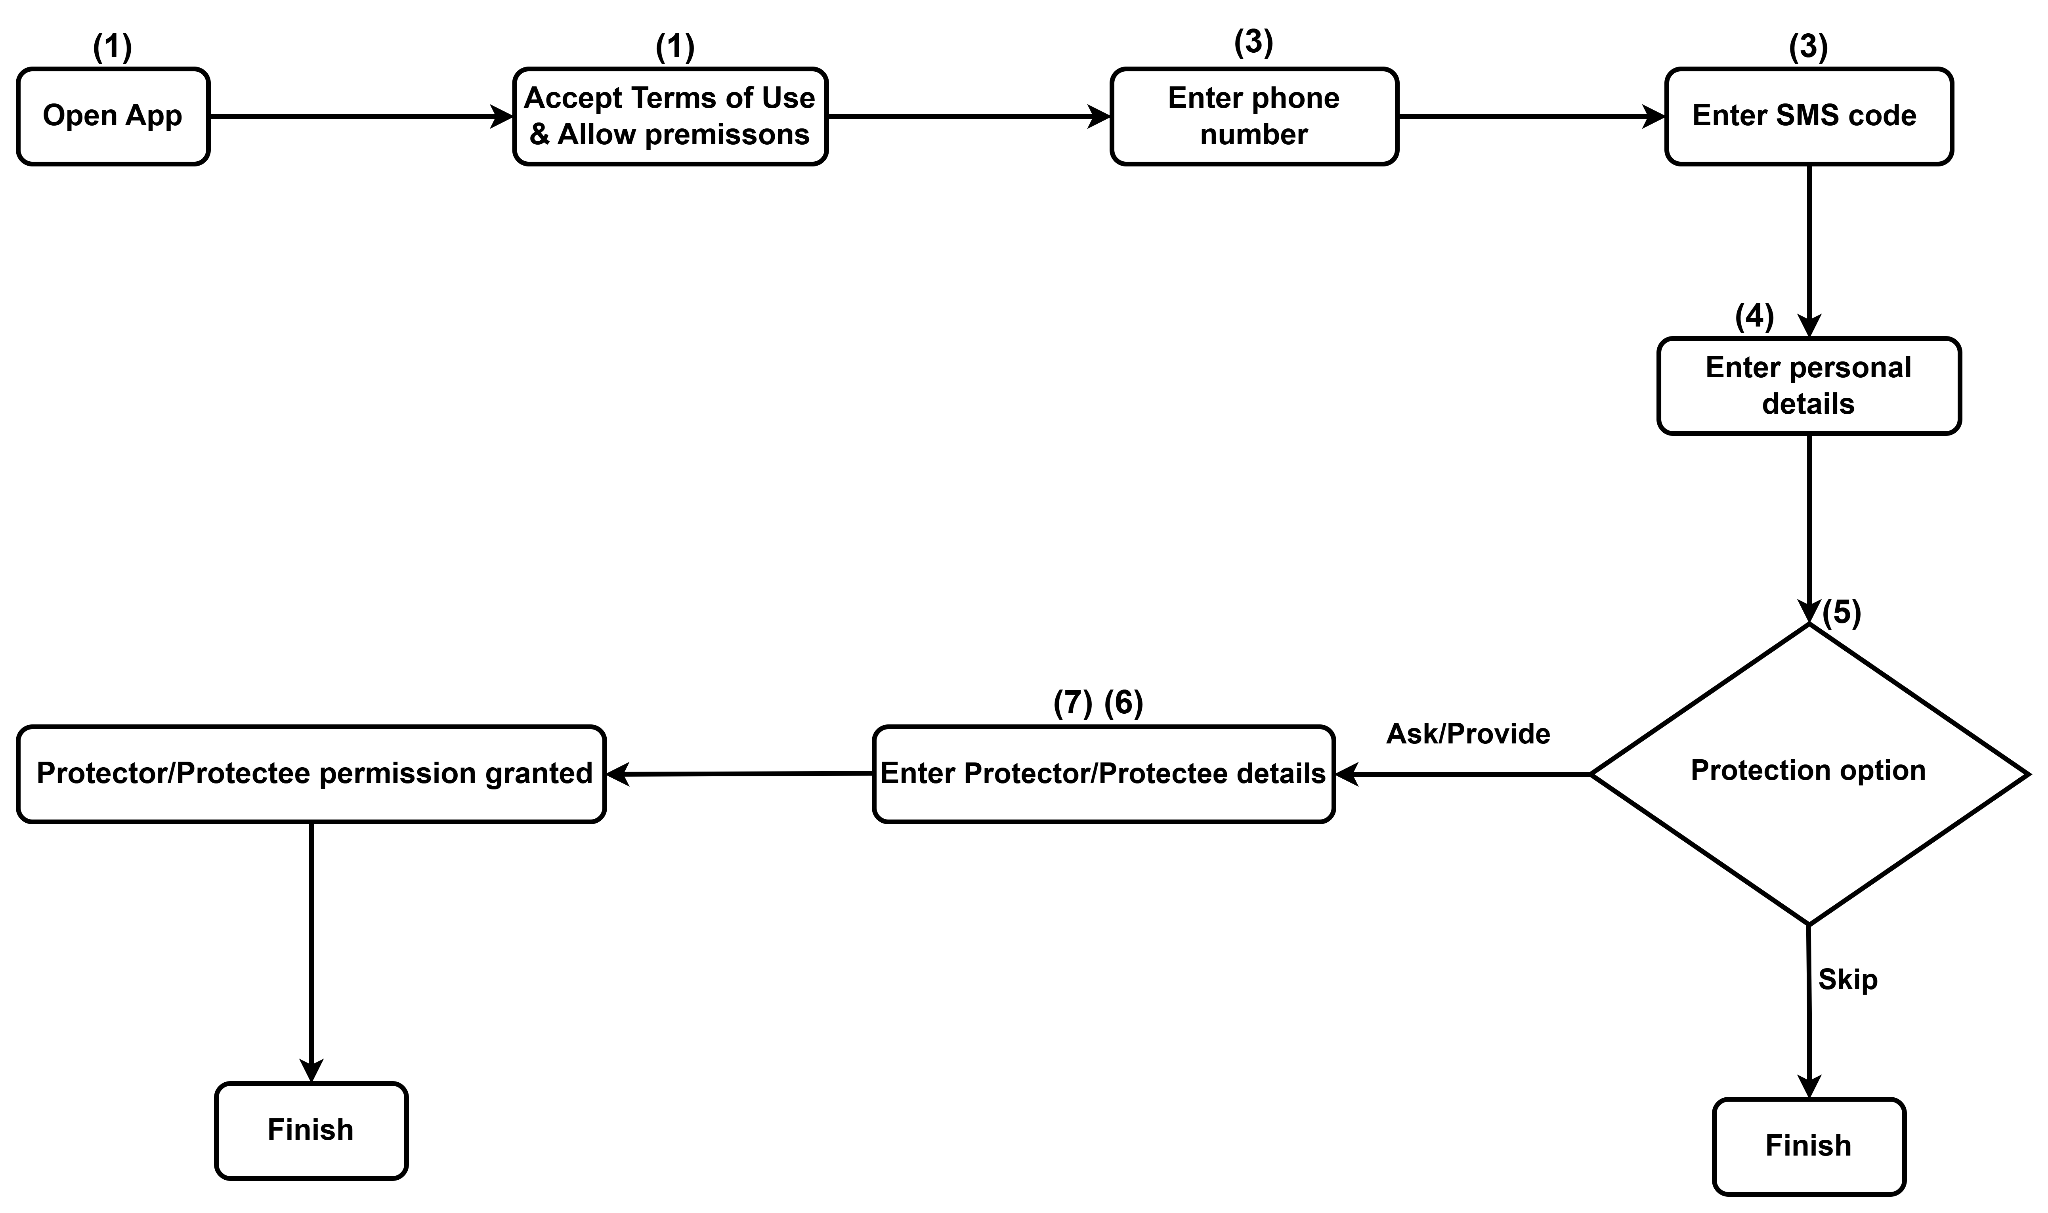 (1)
Open App
(1)
Accept Terms of Use
& Allow premissons
(3)
Enter phone
number
(3)
Enter SMS code
(4)
Enter personal
details
(5)
Protection option
Ask/Provide
(7) (6)
Enter Protector/Protectee details
Protector/Protectee permission granted
Finish
Skip
Finish